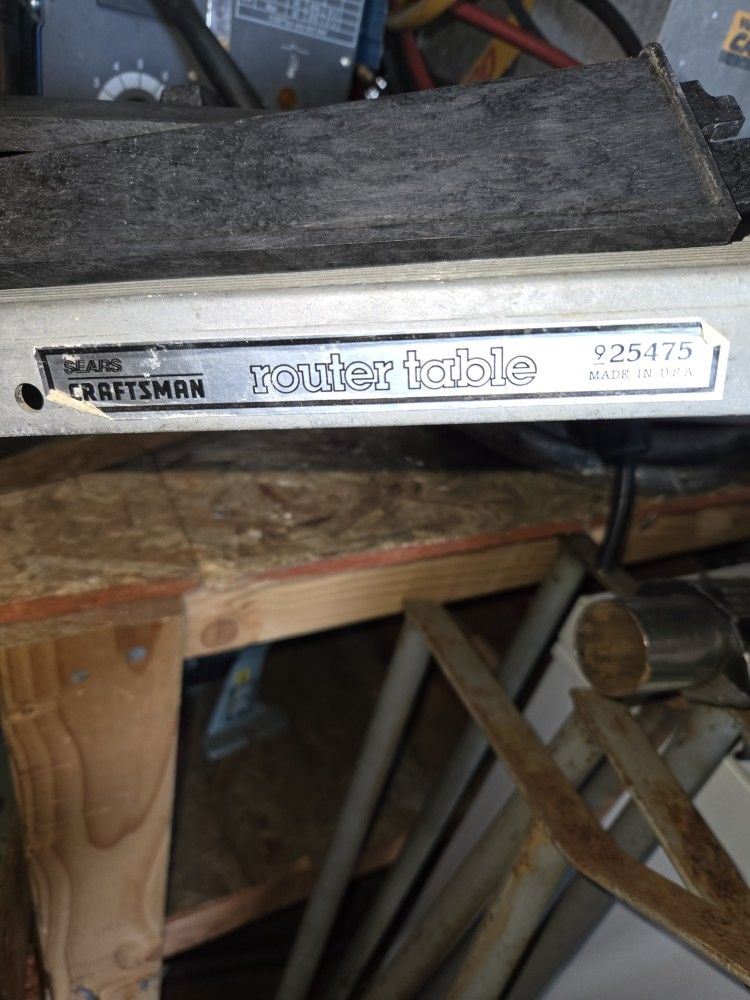 SEARS
CRAFTSMAN
router table
925475
MADE IN USA